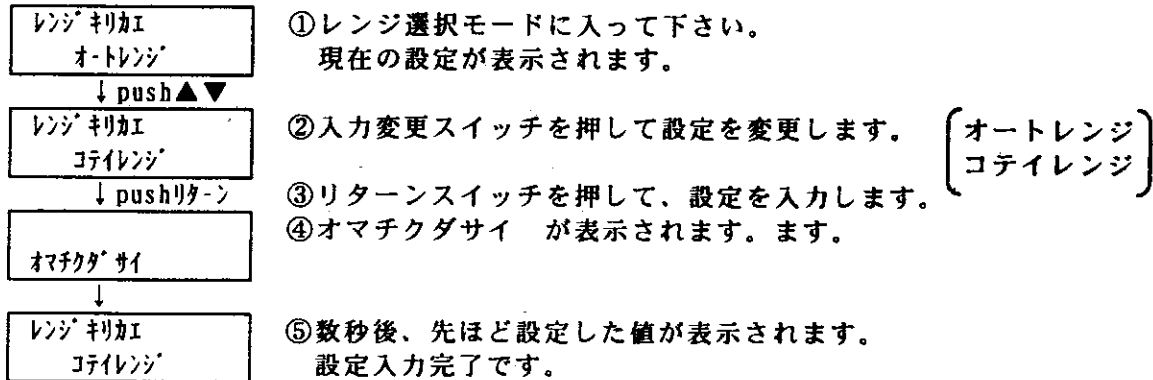 ﾚﾝｼﾞｷﾘｶｴ
ｵ-ﾄﾚﾝｼﾞ
①レンジ選択モードに入って下さい。
現在の設定が表示されます。
↓push▲▼
ﾚﾝｼﾞｷﾘｶｴ
ｺﾃｲﾚﾝｼﾞ
②入力変更スイッチを押して設定を変更します。
オートレンジ
コテイレンジ
↓pushﾘﾀ-ﾝ
③リターンスイッチを押して、設定を入力します。
④オマチクダサイ　が表示されます。ます。
ｵﾏﾁｸﾀﾞｻｲ
↓
ﾚﾝｼﾞｷﾘｶｴ
ｺﾃｲﾚﾝｼﾞ
⑤数秒後、先ほど設定した値が表示されます。
設定入力完了です。